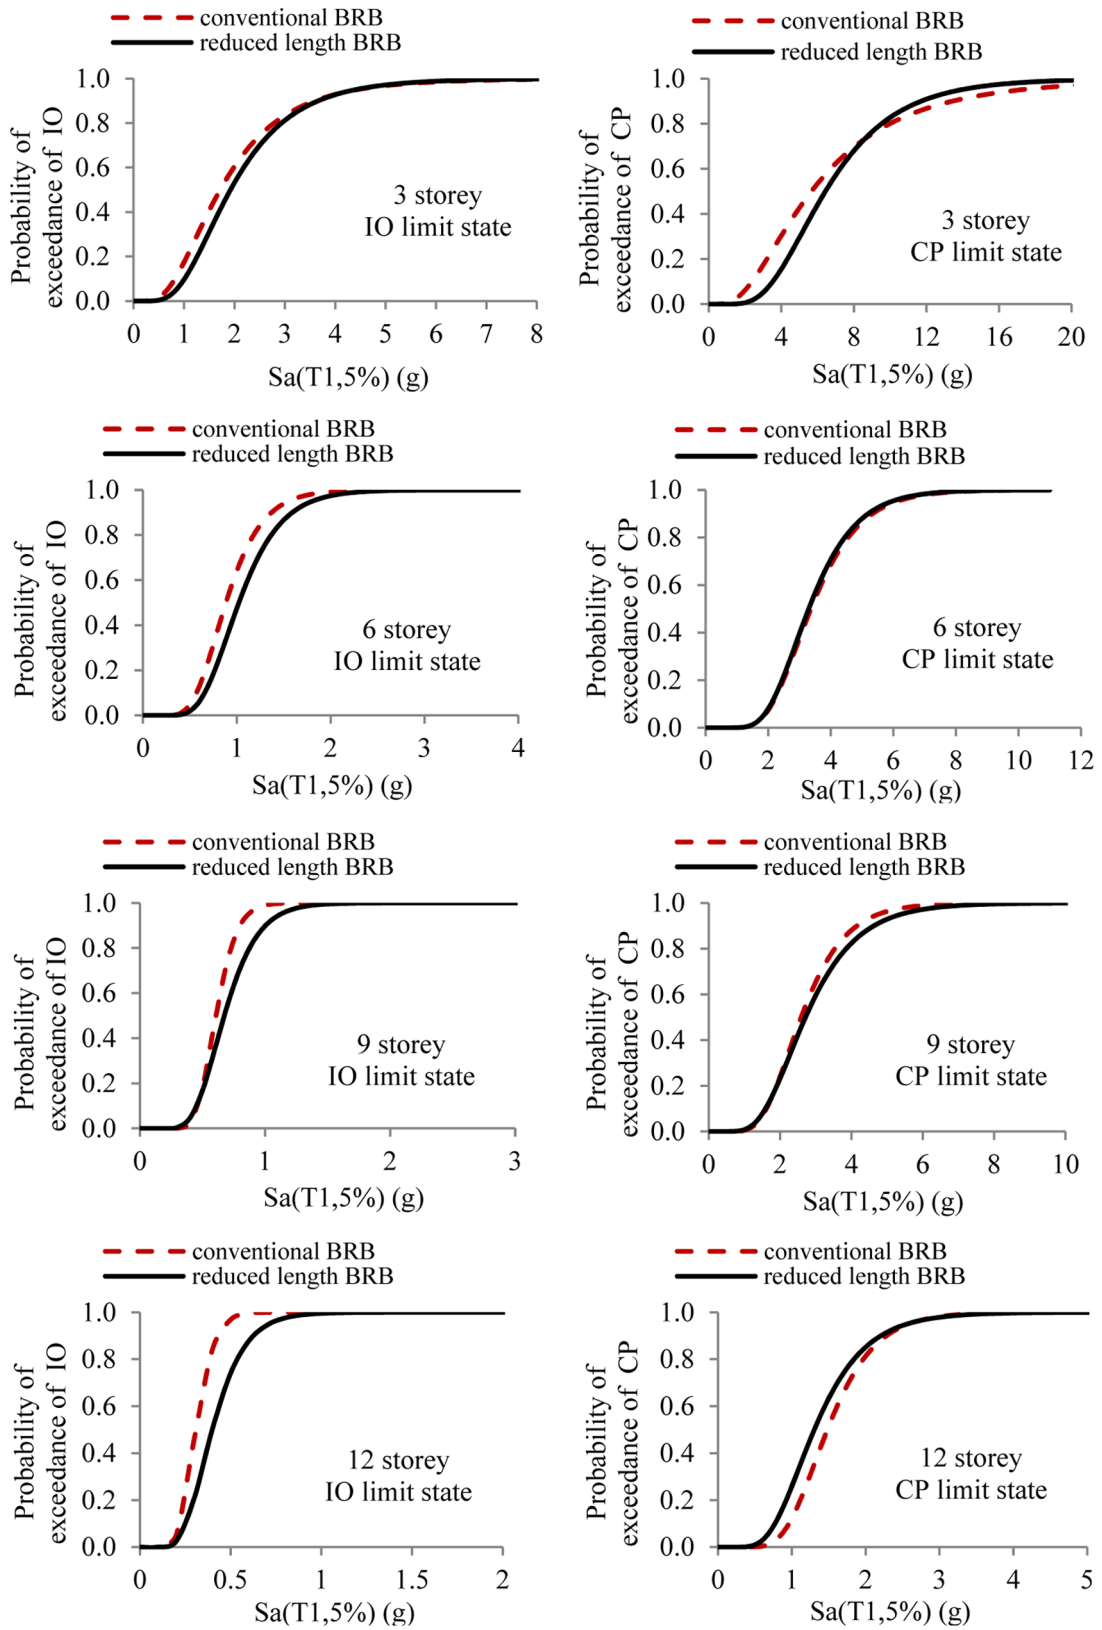 conventional BRB
reduced length BRB
Probability of
exceedance of IO
1.0
0.8
0.6
0.4
0.2
0.0
3 storey
IO limit state
0 1 2 3 4 5 6 7 8
Sa(T1,5%) (g)
conventional BRB
reduced length BRB
Probability of
exceedance of CP
1.0
0.8
0.6
0.4
0.2
0.0
3 storey
CP limit state
0 4 8 12 16 20
Sa(T1,5%) (g)
conventional BRB
reduced length BRB
Probability of
exceedance of IO
1.0
0.8
0.6
0.4
0.2
0.0
6 storey
IO limit state
0 1 2 3 4
Sa(T1,5%) (g)
conventional BRB
reduced length BRB
Probability of
exceedance of CP
1.0
0.8
0.6
0.4
0.2
0.0
6 storey
CP limit state
0 2 4 6 8 10 12
Sa(T1,5%) (g)
conventional BRB
reduced length BRB
Probability of
exceedance of IO
1.0
0.8
0.6
0.4
0.2
0.0
9 storey
IO limit state
0 1 2 3
Sa(T1,5%) (g)
conventional BRB
reduced length BRB
Probability of
exceedance of CP
1.0
0.8
0.6
0.4
0.2
0.0
9 storey
CP limit state
0 2 4 6 8 10
Sa(T1,5%) (g)
conventional BRB
reduced length BRB
Probability of
exceedance of IO
1.0
0.8
0.6
0.4
0.2
0.0
12 storey
IO limit state
0 0.5 1 1.5 2
Sa(T1,5%) (g)
conventional BRB
reduced length BRB
Probability of
exceedance of CP
1.0
0.8
0.6
0.4
0.2
0.0
12 storey
CP limit state
0 1 2 3 4 5
Sa(T1,5%) (g)